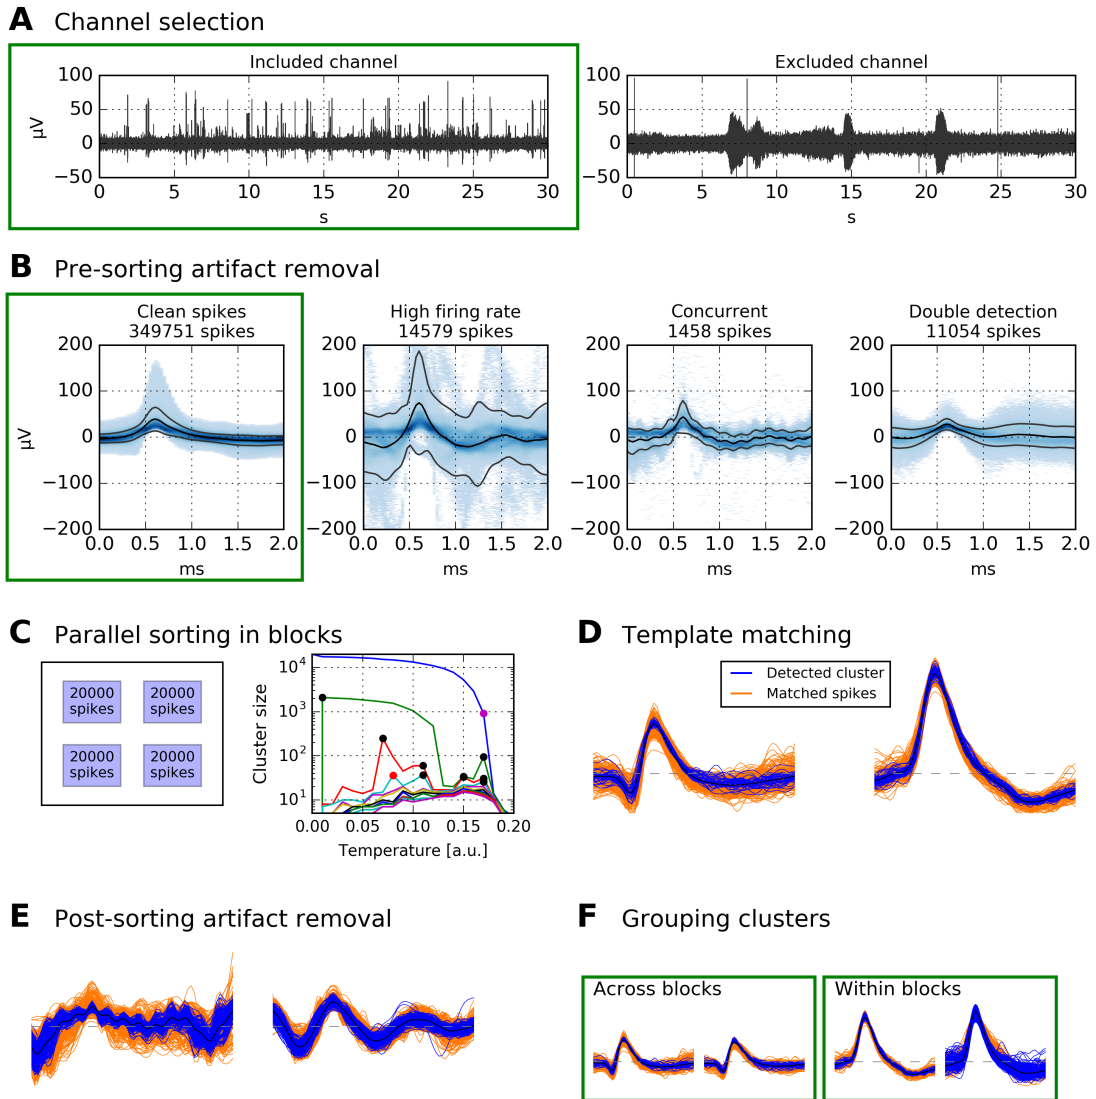 A Channel selection
Included channel
Excluded channel
µV
100
50
0
−50
0 5 10 15 20 25 30
s
100
50
0
−50
0 5 10 15 20 25 30
s
B Pre-sorting artifact removal
Clean spikes
349751 spikes
High firing rate
14579 spikes
Concurrent
1458 spikes
Double detection
11054 spikes
µV
200
100
0
−100
−200
0.0 0.5 1.0 1.5 2.0
ms
200
100
0
−100
−200
0.0 0.5 1.0 1.5 2.0
ms
200
100
0
−100
−200
0.0 0.5 1.0 1.5 2.0
ms
200
100
0
−100
−200
0.0 0.5 1.0 1.5 2.0
ms
C Parallel sorting in blocks
20000
spikes
20000
spikes
20000
spikes
20000
spikes
Cluster size
10⁴
10³
10²
10¹
0.00 0.05 0.10 0.15 0.20
Temperature [a.u.]
D Template matching
Detected cluster
Matched spikes
E Post-sorting artifact removal
F Grouping clusters
Across blocks
Within blocks